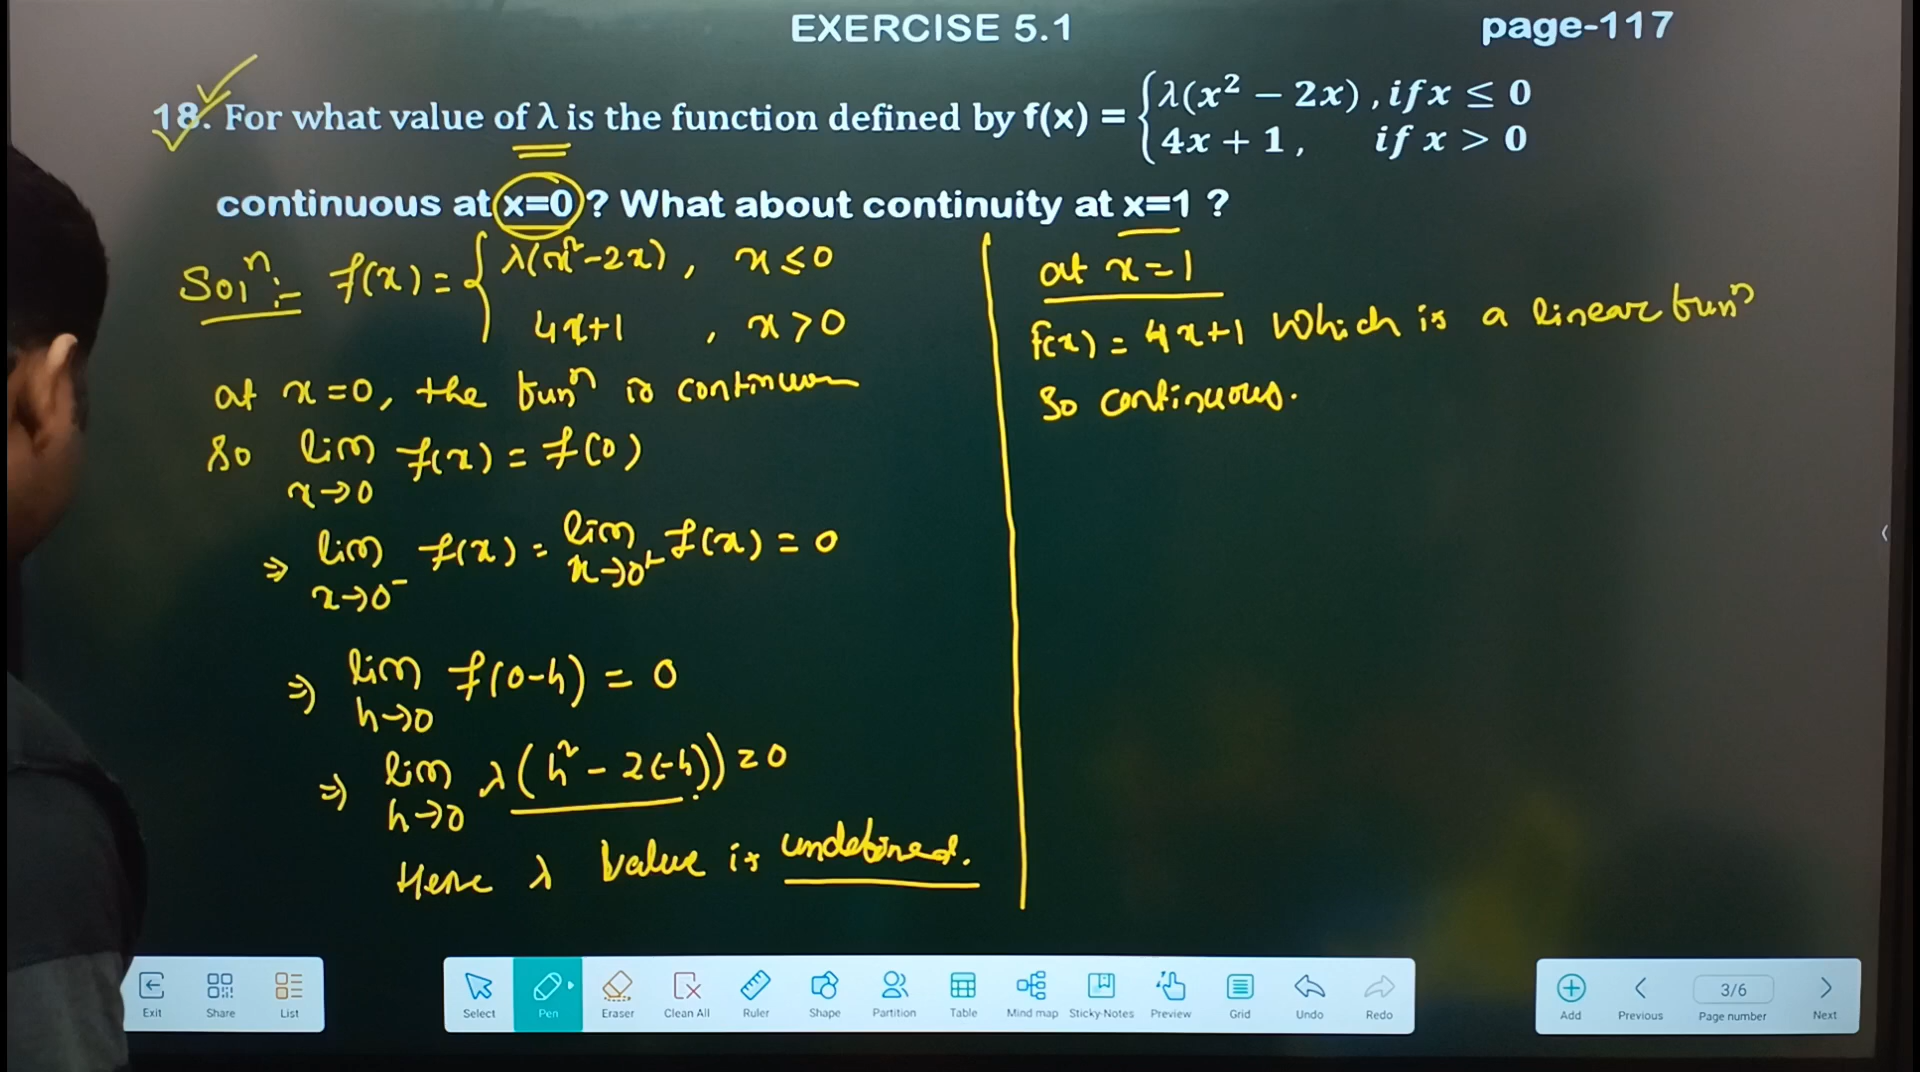 EXERCISE 5.1 page-117
18. For what value of λ is the function defined by f(x) = { λ(x² − 2x) , if x ≤ 0
4x + 1 , if x > 0
continuous at x=0 ? What about continuity at x=1 ?
Solⁿ:- f(x) = { λ(x²-2x) , x ≤ 0
4x+1 , x > 0
at x=0, the funⁿ is continuous
So lim f(x) = f(0)
x→0
⇒ lim f(x) = lim f(x) = 0
x→0⁻ x→0⁺
⇒ lim f(0-h) = 0
h→0
⇒ lim λ(h² - 2(-h)) = 0
h→0
Here λ value is undefined.
at x=1
f(x) = 4x+1 which is a linear funⁿ
So continuous.
Exit Share List
Select Pen Eraser Clean All Ruler Shape Partition Table Mind map Sticky-Notes Preview Grid Undo Redo
3/6
Add Previous Page number Next